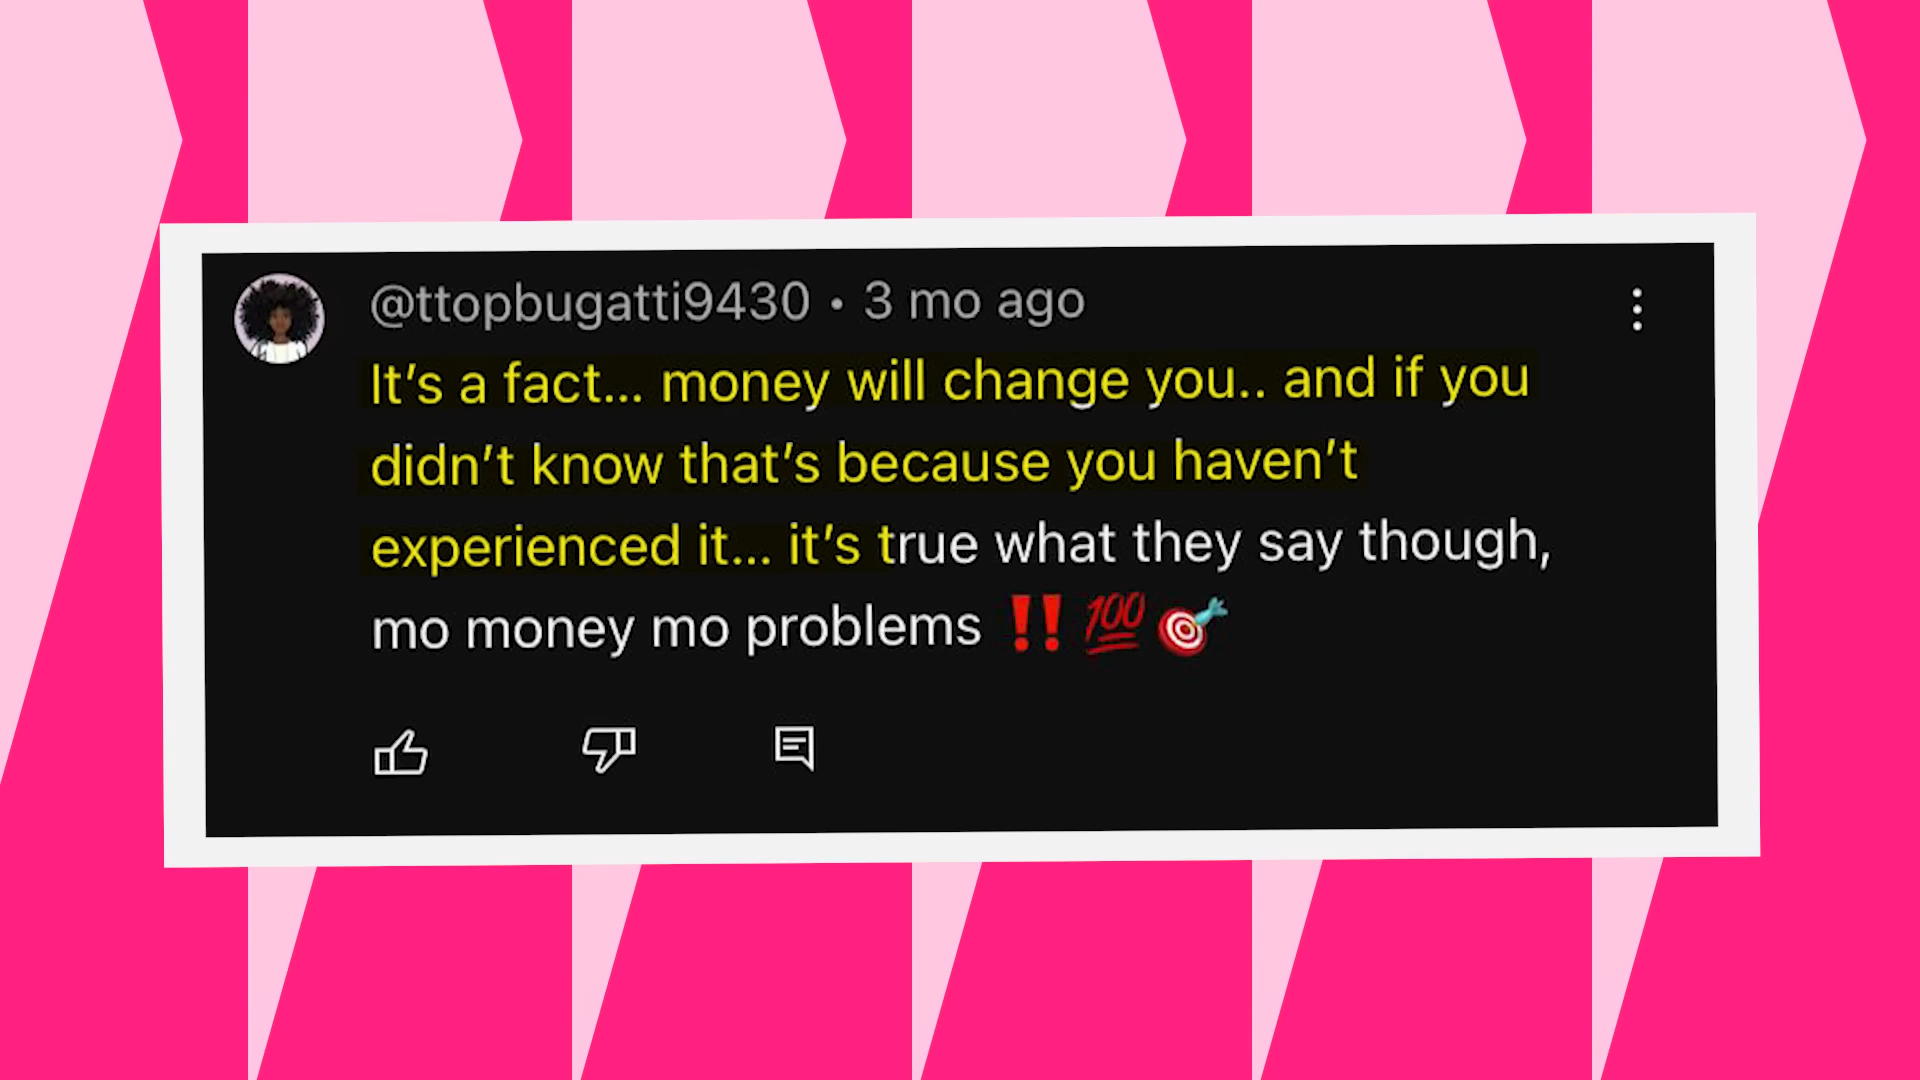 @ttopbugatti9430 • 3 mo ago
It's a fact... money will change you.. and if you
didn't know that's because you haven't
experienced it... it's true what they say though,
mo money mo problems ‼️ 💯 🎯